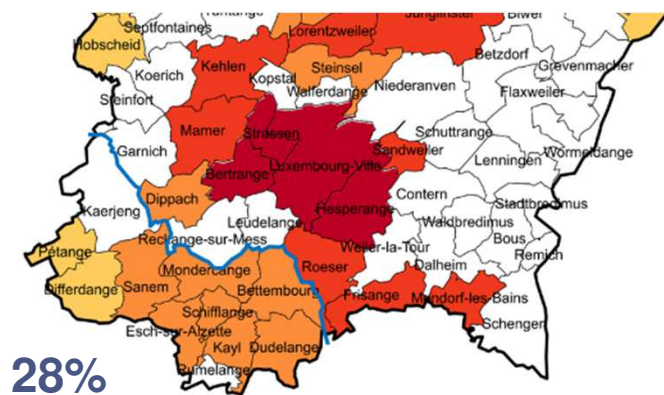 Septfontaines
Tuntange
Lorentzweiler
Junglinster
Biwer
Hobscheid
Koerich
Kehlen
Kopstal
Steinsel
Betzdorf
Grevenmacher
Steinfort
Walferdange
Niederanven
Flaxweiler
Garnich
Mamer
Strassen
Luxembourg-Ville
Sandweiler
Schuttrange
Lenningen
Wormeldange
Bertrange
Kaerjeng
Dippach
Leudelange
Hesperange
Contern
Stadtbredimus
Waldbredimus
Reckange-sur-Mess
Weiler-la-Tour
Bous
Remich
Pétange
Mondercange
Roeser
Dalheim
Differdange
Sanem
Bettembourg
Frisange
Mondorf-les-Bains
Schifflange
Schengen
Esch-sur-Alzette
Kayl
Dudelange
Rumelange
28%